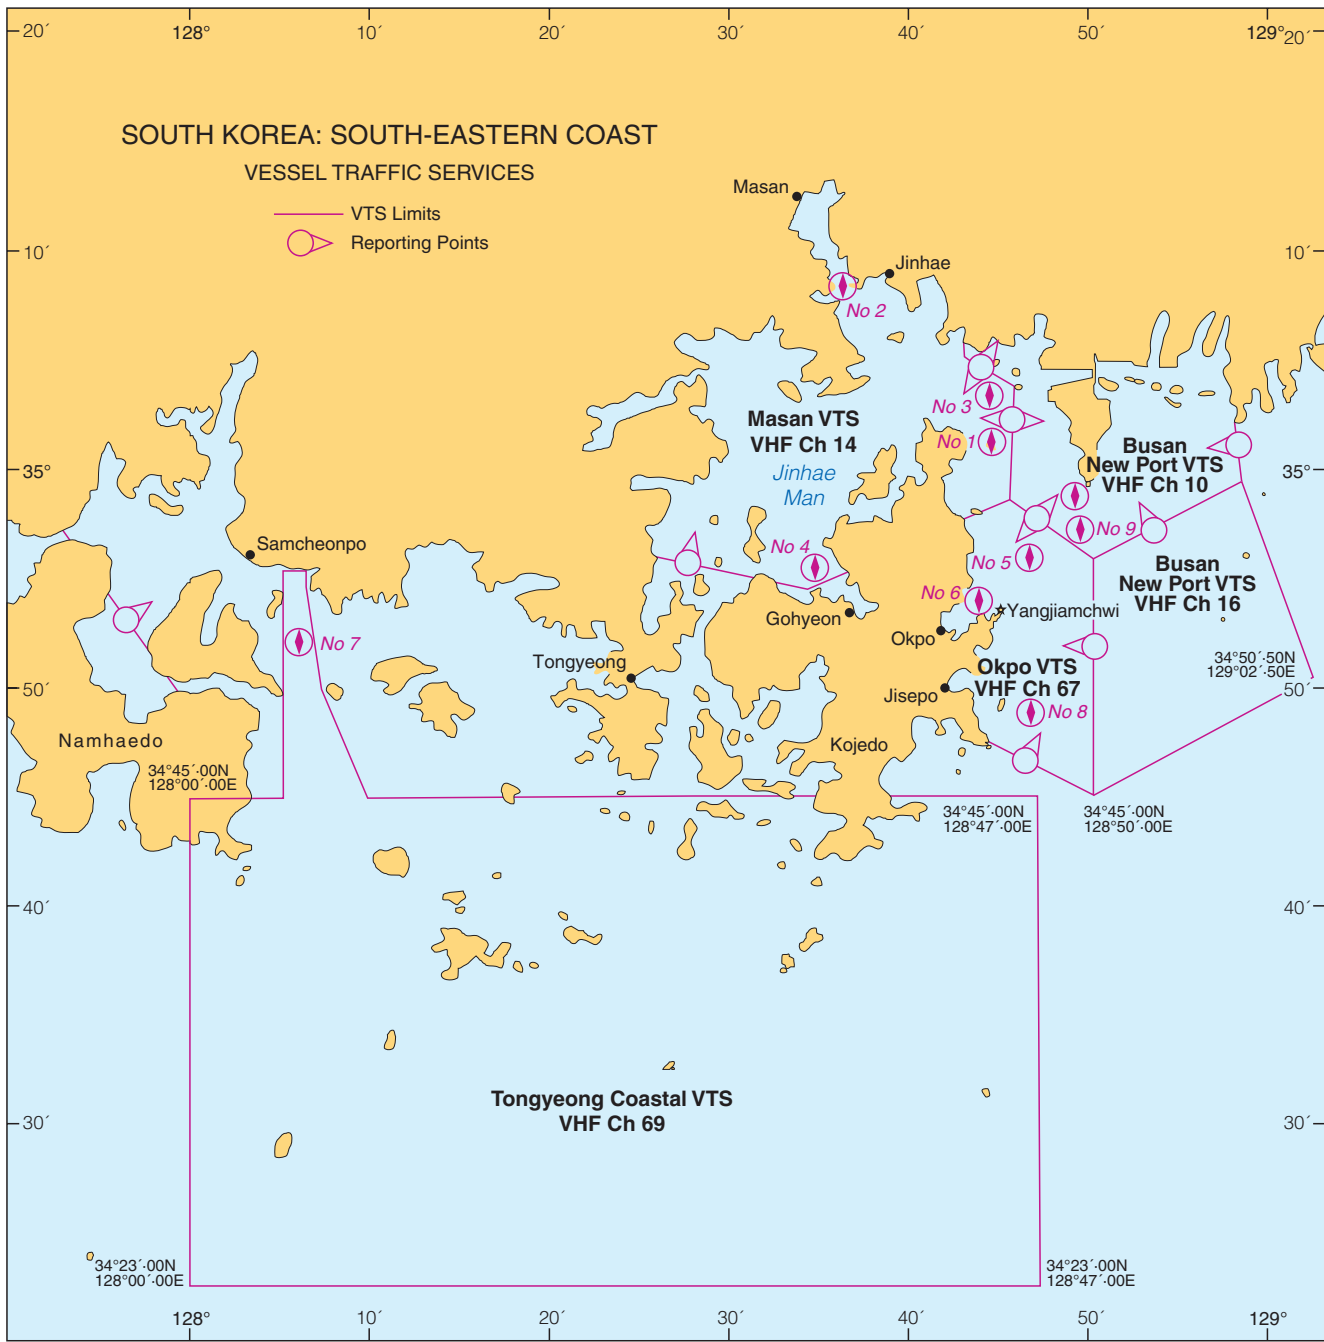 20´
128°
10´
20´
30´
40´
50´
129°
20´
SOUTH KOREA: SOUTH-EASTERN COAST
VESSEL TRAFFIC SERVICES
VTS Limits
Reporting Points
Masan
10´
10´
Jinhae
No 2
No 3
Masan VTS
VHF Ch 14
No 1
Jinhae
Man
Busan
New Port VTS
VHF Ch 10
35°
35°
No 9
Samcheonpo
No 4
No 5
Busan
New Port VTS
VHF Ch 16
No 6
Yangjiamchwi
Gohyeon
Okpo
No 7
Tongyeong
Okpo VTS
VHF Ch 67
34°50´·50N
129°02´·50E
50´
50´
Jisepo
No 8
Namhaedo
Kojedo
34°45´·00N
128°00´·00E
34°45´·00N
128°47´·00E
34°45´·00N
128°50´·00E
40´
40´
Tongyeong Coastal VTS
VHF Ch 69
30´
30´
34°23´·00N
128°00´·00E
34°23´·00N
128°47´·00E
128°
10´
20´
30´
40´
50´
129°